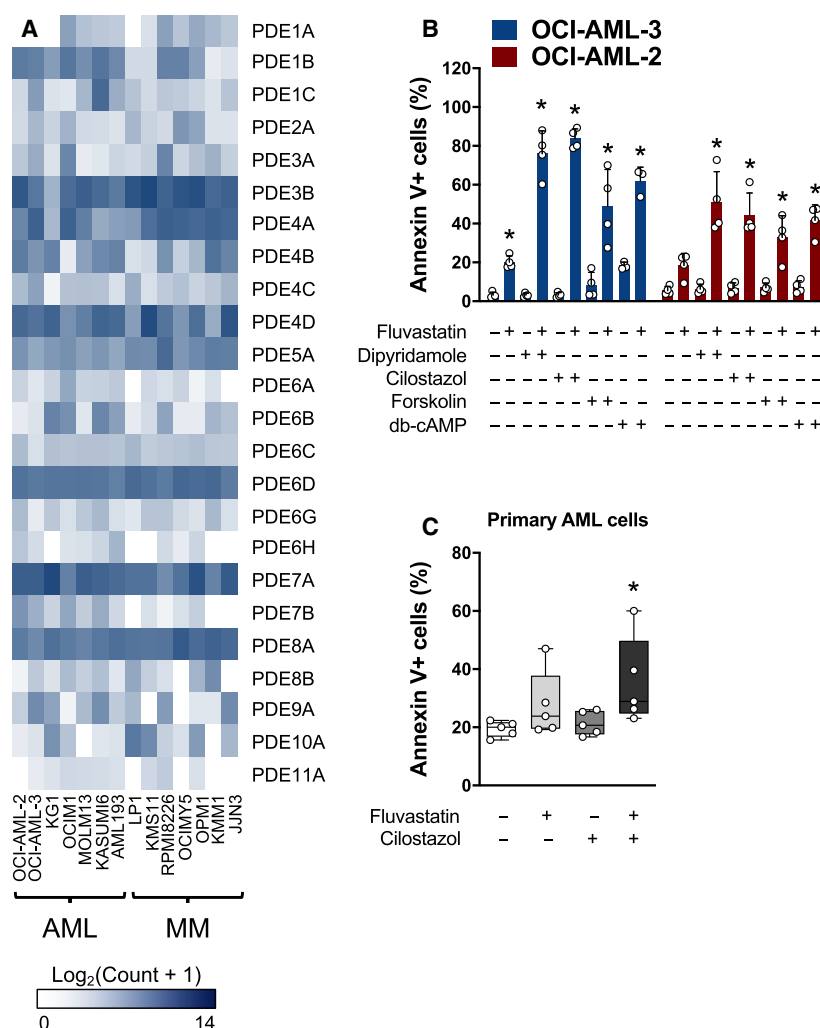 A
PDE1A
PDE1B
PDE1C
PDE2A
PDE3A
PDE3B
PDE4A
PDE4B
PDE4C
PDE4D
PDE5A
PDE6A
PDE6B
PDE6C
PDE6D
PDE6G
PDE6H
PDE7A
PDE7B
PDE8A
PDE8B
PDE9A
PDE10A
PDE11A
OCI-AML-2
OCI-AML-3
KG1
OCIM1
MOLM13
KASUMI6
AML193
LP1
KMS11
RPMI8226
OCIMY5
OPM1
KMM1
JJN3
AML MM
Log₂(Count + 1)
0 14
B
OCI-AML-3
OCI-AML-2
Annexin V+ cells (%)
120
100
80
60
40
20
0
* * * * * * * * *
Fluvastatin – + – + – + – + – + – + – + – + – + – +
Dipyridamole – – + + – – – – – – – – + + – – – – – –
Cilostazol – – – – + + – – – – – – – – + + – – – –
Forskolin – – – – – – + + – – – – – – – – + + – –
db-cAMP – – – – – – – – + + – – – – – – – – + +
C
Primary AML cells
Annexin V+ cells (%)
80
60
40
20
0
*
Fluvastatin – + – +
Cilostazol – – + +